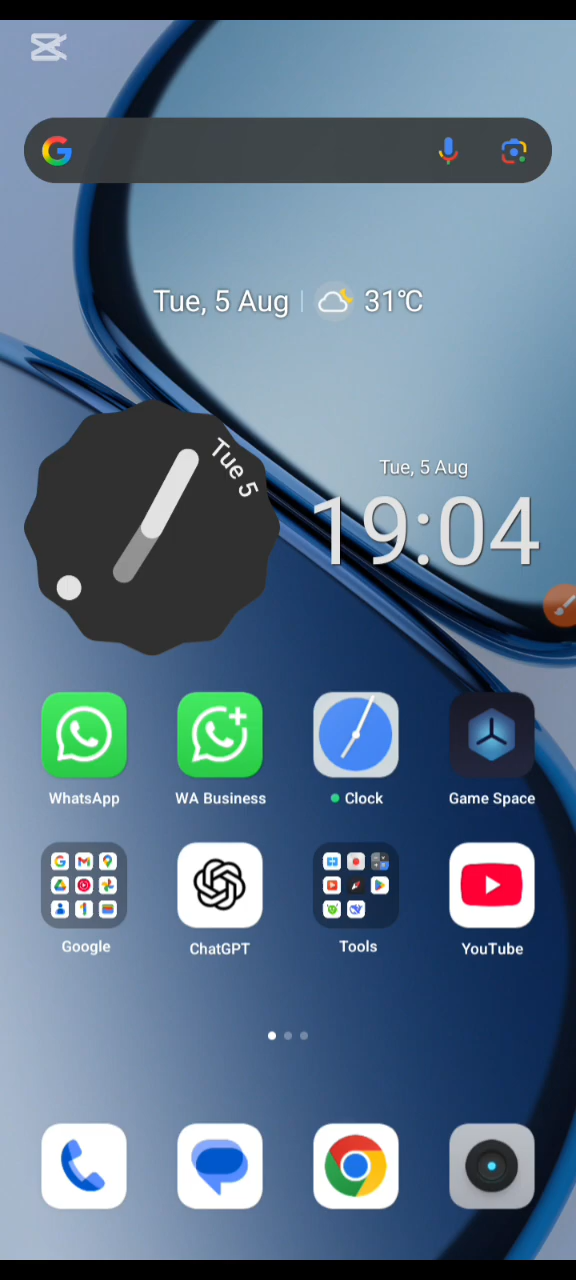 Tue, 5 Aug | 31°C
Tue 5
Tue, 5 Aug
19:04
WhatsApp
WA Business
Clock
Game Space
Google
ChatGPT
Tools
YouTube